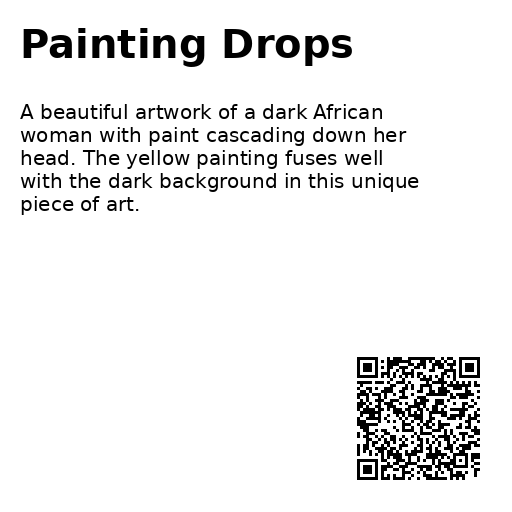 Painting Drops
A beautiful artwork of a dark African
woman with paint cascading down her
head. The yellow painting fuses well
with the dark background in this unique
piece of art.